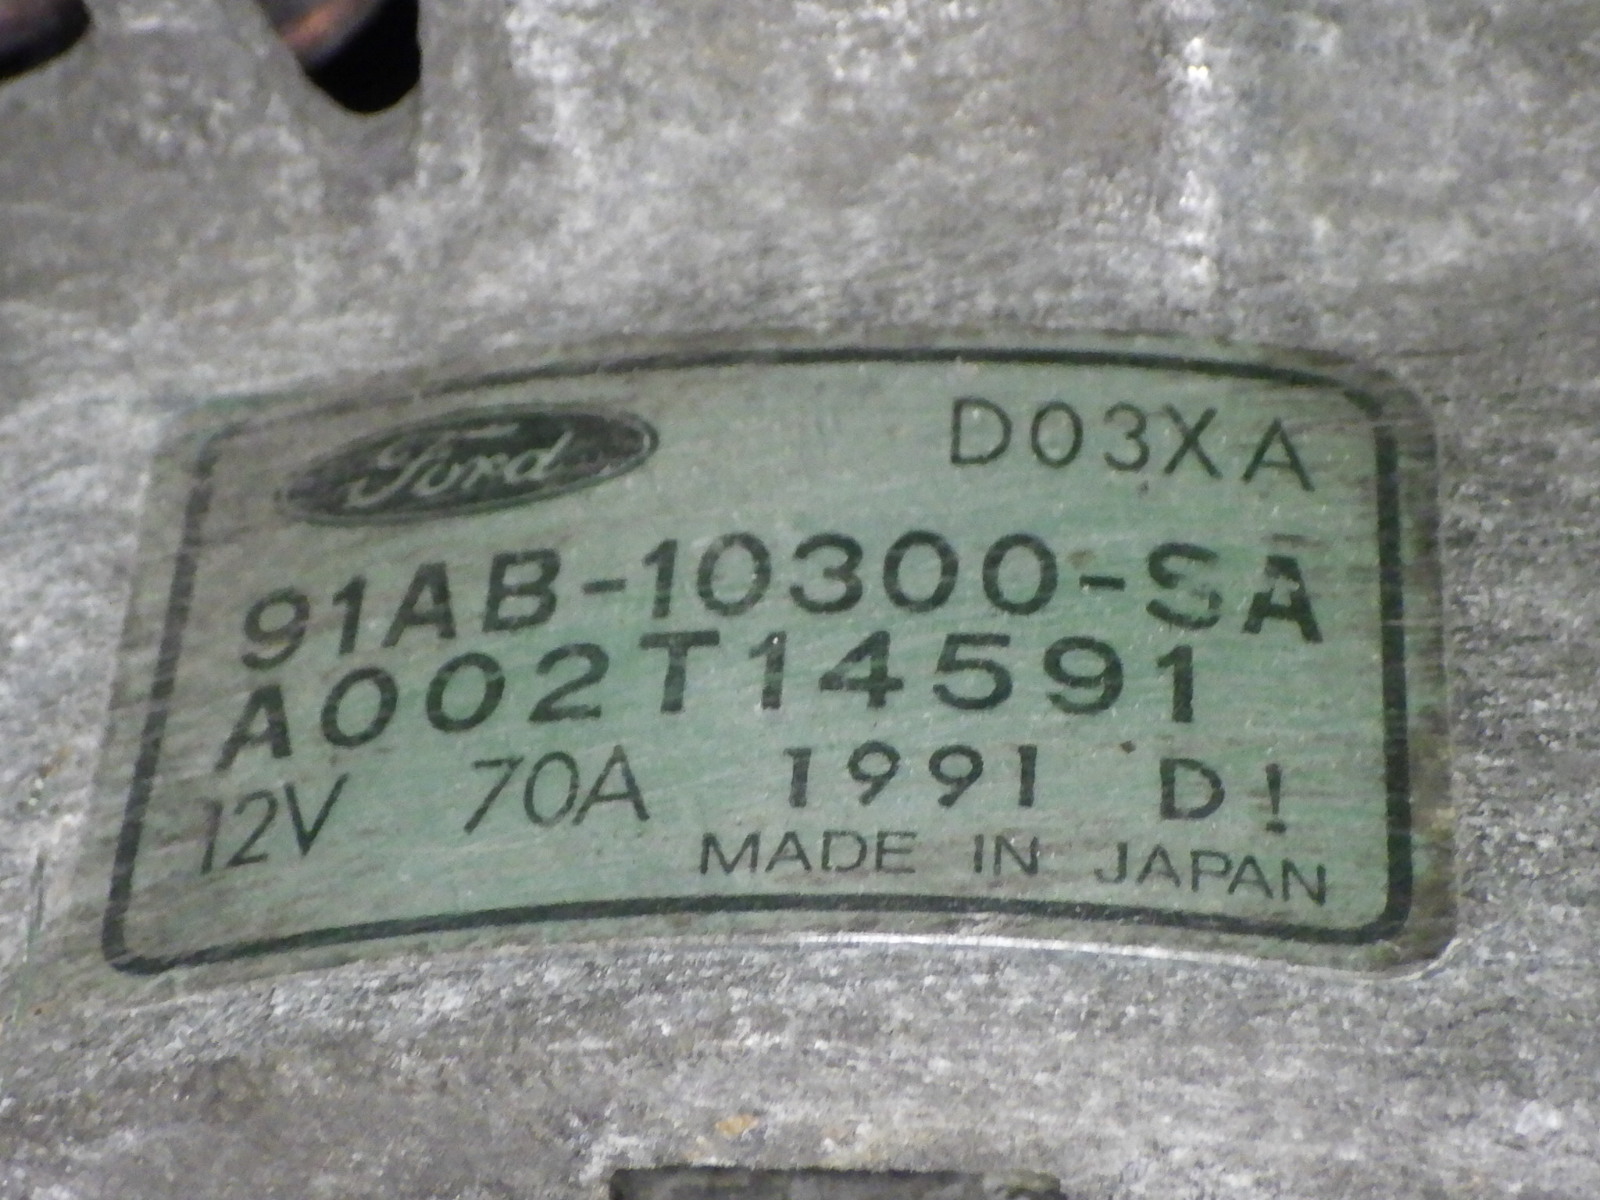 Ford D03XA
91AB-10300-SA
A002T14591
12V 70A 1991 D!
MADE IN JAPAN